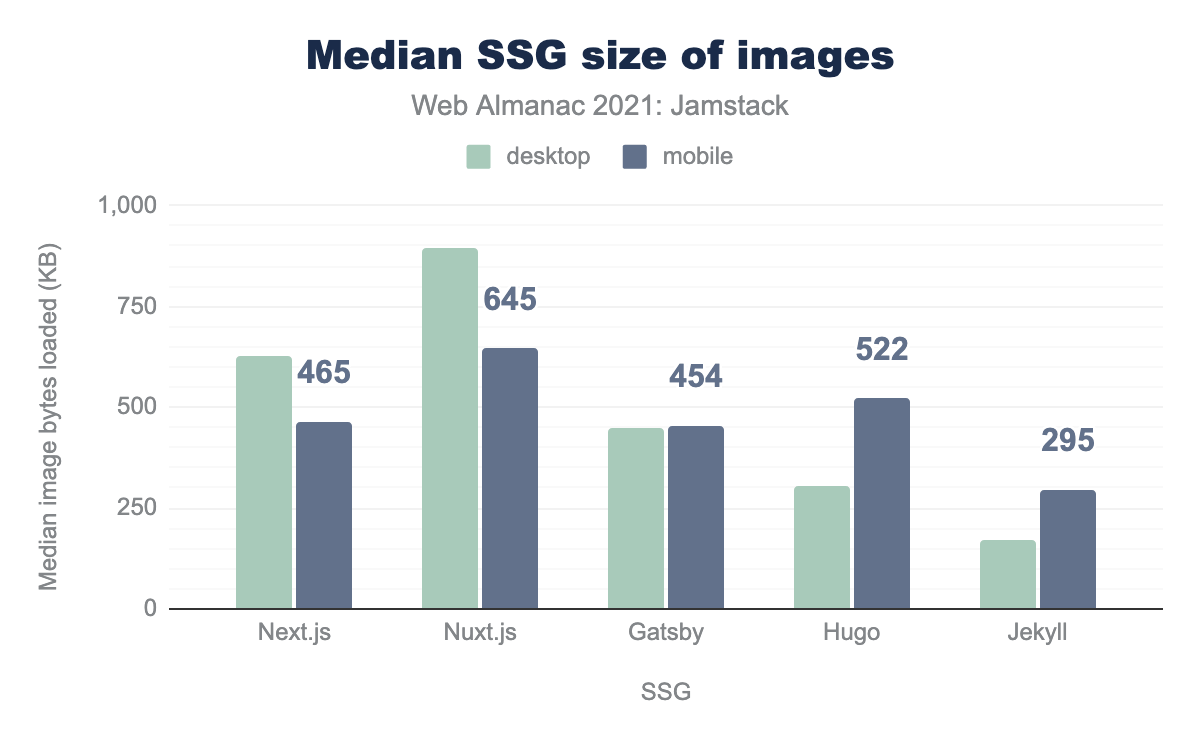 Median SSG size of images
Web Almanac 2021: Jamstack
desktop mobile
Median image bytes loaded (KB)
1,000
750
500
250
0
465
645
454
522
295
Next.js Nuxt.js Gatsby Hugo Jekyll
SSG